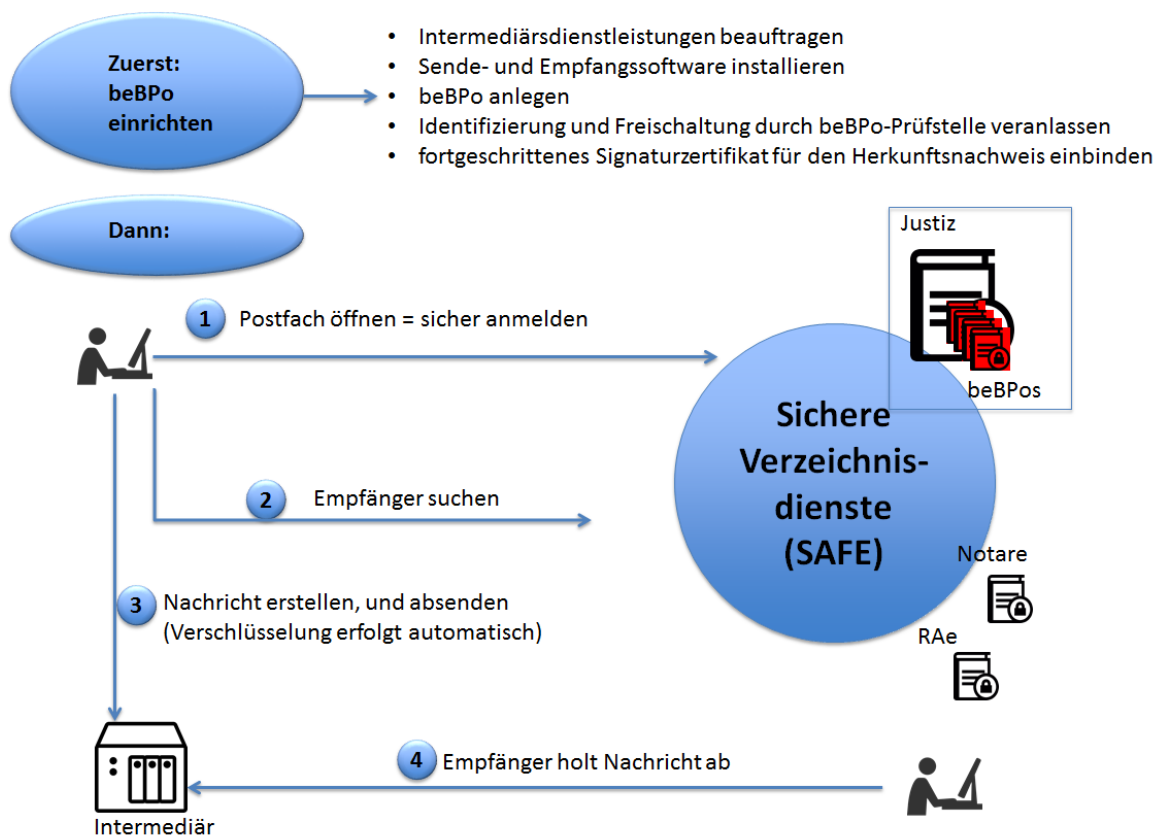 Zuerst:
beBPo
einrichten
• Intermediärsdienstleistungen beauftragen
• Sende- und Empfangssoftware installieren
• beBPo anlegen
• Identifizierung und Freischaltung durch beBPo-Prüfstelle veranlassen
• fortgeschrittenes Signaturzertifikat für den Herkunftsnachweis einbinden
Dann:
Justiz
beBPos
1 Postfach öffnen = sicher anmelden
Sichere
Verzeichnis-
dienste
(SAFE)
2 Empfänger suchen
Notare
RAe
3 Nachricht erstellen, und absenden
(Verschlüsselung erfolgt automatisch)
4 Empfänger holt Nachricht ab
Intermediär